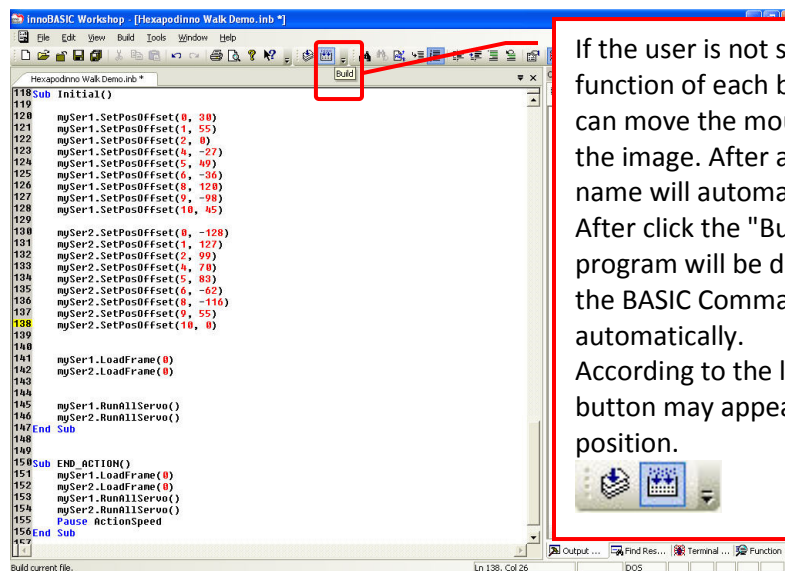 innoBASIC Workshop - [Hexapodinno Walk Demo.inb *]
File Edit View Build Tools Window Help
Hexapodinno Walk Demo.inb *
Build
118 Sub Initial()
119
120 mySer1.SetPosOffset(0, 30)
121 mySer1.SetPosOffset(1, 55)
122 mySer1.SetPosOffset(2, 0)
123 mySer1.SetPosOffset(4, -27)
124 mySer1.SetPosOffset(5, 49)
125 mySer1.SetPosOffset(6, -36)
126 mySer1.SetPosOffset(8, 120)
127 mySer1.SetPosOffset(9, -98)
128 mySer1.SetPosOffset(10, 45)
129
130 mySer2.SetPosOffset(0, -128)
131 mySer2.SetPosOffset(1, 127)
132 mySer2.SetPosOffset(2, 99)
133 mySer2.SetPosOffset(4, 70)
134 mySer2.SetPosOffset(5, 83)
135 mySer2.SetPosOffset(6, -62)
136 mySer2.SetPosOffset(8, -116)
137 mySer2.SetPosOffset(9, 55)
138 mySer2.SetPosOffset(10, 0)
139
140
141 mySer1.LoadFrame(0)
142 mySer2.LoadFrame(0)
143
144
145 mySer1.RunAllServo()
146 mySer2.RunAllServo()
147 End Sub
148
149
150 Sub END_ACTION()
151 mySer1.LoadFrame(0)
152 mySer2.LoadFrame(0)
153 mySer1.RunAllServo()
154 mySer2.RunAllServo()
155 Pause ActionSpeed
156 End Sub
157
If the user is not s
function of each b
can move the mou
the image. After a
name will automa
After click the "Bu
program will be d
the BASIC Comma
automatically.
According to the l
button may appea
position.
Output ... Find Res... Terminal ... Function
Build current file. Ln 138, Col 26 DOS